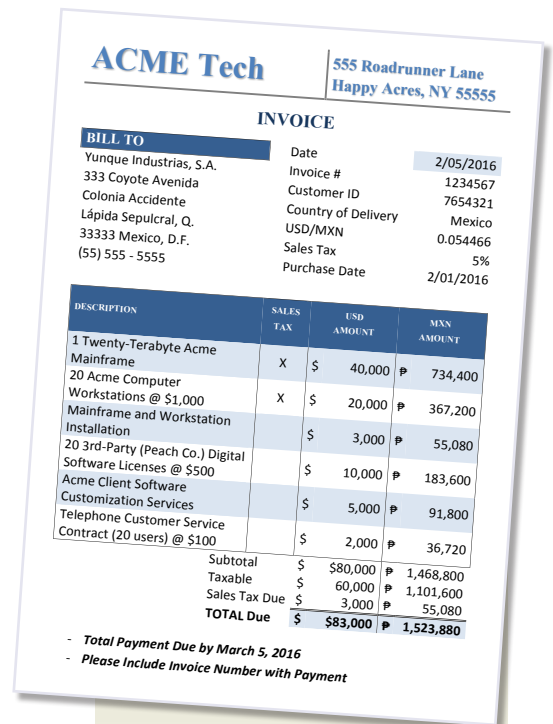 ACME Tech
555 Roadrunner Lane
Happy Acres, NY 55555
INVOICE
BILL TO
Yunque Industrias, S.A.
333 Coyote Avenida
Colonia Accidente
Lápida Sepulcral, Q.
33333 Mexico, D.F.
(55) 555 - 5555
Date 2/05/2016
Invoice # 1234567
Customer ID 7654321
Country of Delivery Mexico
USD/MXN 0.054466
Sales Tax 5%
Purchase Date 2/01/2016
DESCRIPTION SALES TAX USD AMOUNT MXN AMOUNT
1 Twenty-Terabyte Acme
Mainframe X $ 40,000 ₱ 734,400
20 Acme Computer
Workstations @ $1,000 X $ 20,000 ₱ 367,200
Mainframe and Workstation
Installation $ 3,000 ₱ 55,080
20 3rd-Party (Peach Co.) Digital
Software Licenses @ $500 $ 10,000 ₱ 183,600
Acme Client Software
Customization Services $ 5,000 ₱ 91,800
Telephone Customer Service
Contract (20 users) @ $100 $ 2,000 ₱ 36,720
Subtotal $ $80,000 ₱ 1,468,800
Taxable $ 60,000 ₱ 1,101,600
Sales Tax Due $ 3,000 ₱ 55,080
TOTAL Due $ $83,000 ₱ 1,523,880
- Total Payment Due by March 5, 2016
- Please Include Invoice Number with Payment